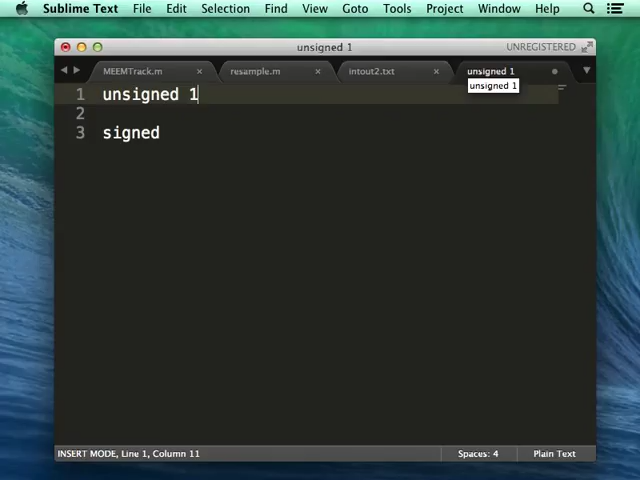 Sublime Text File Edit Selection Find View Goto Tools Project Window Help
unsigned 1 UNREGISTERED
MEEMTrack.m × resample.m × intout2.txt × unsigned 1
unsigned 1
1 unsigned 1
2
3 signed
INSERT MODE, Line 1, Column 11 Spaces: 4 Plain Text